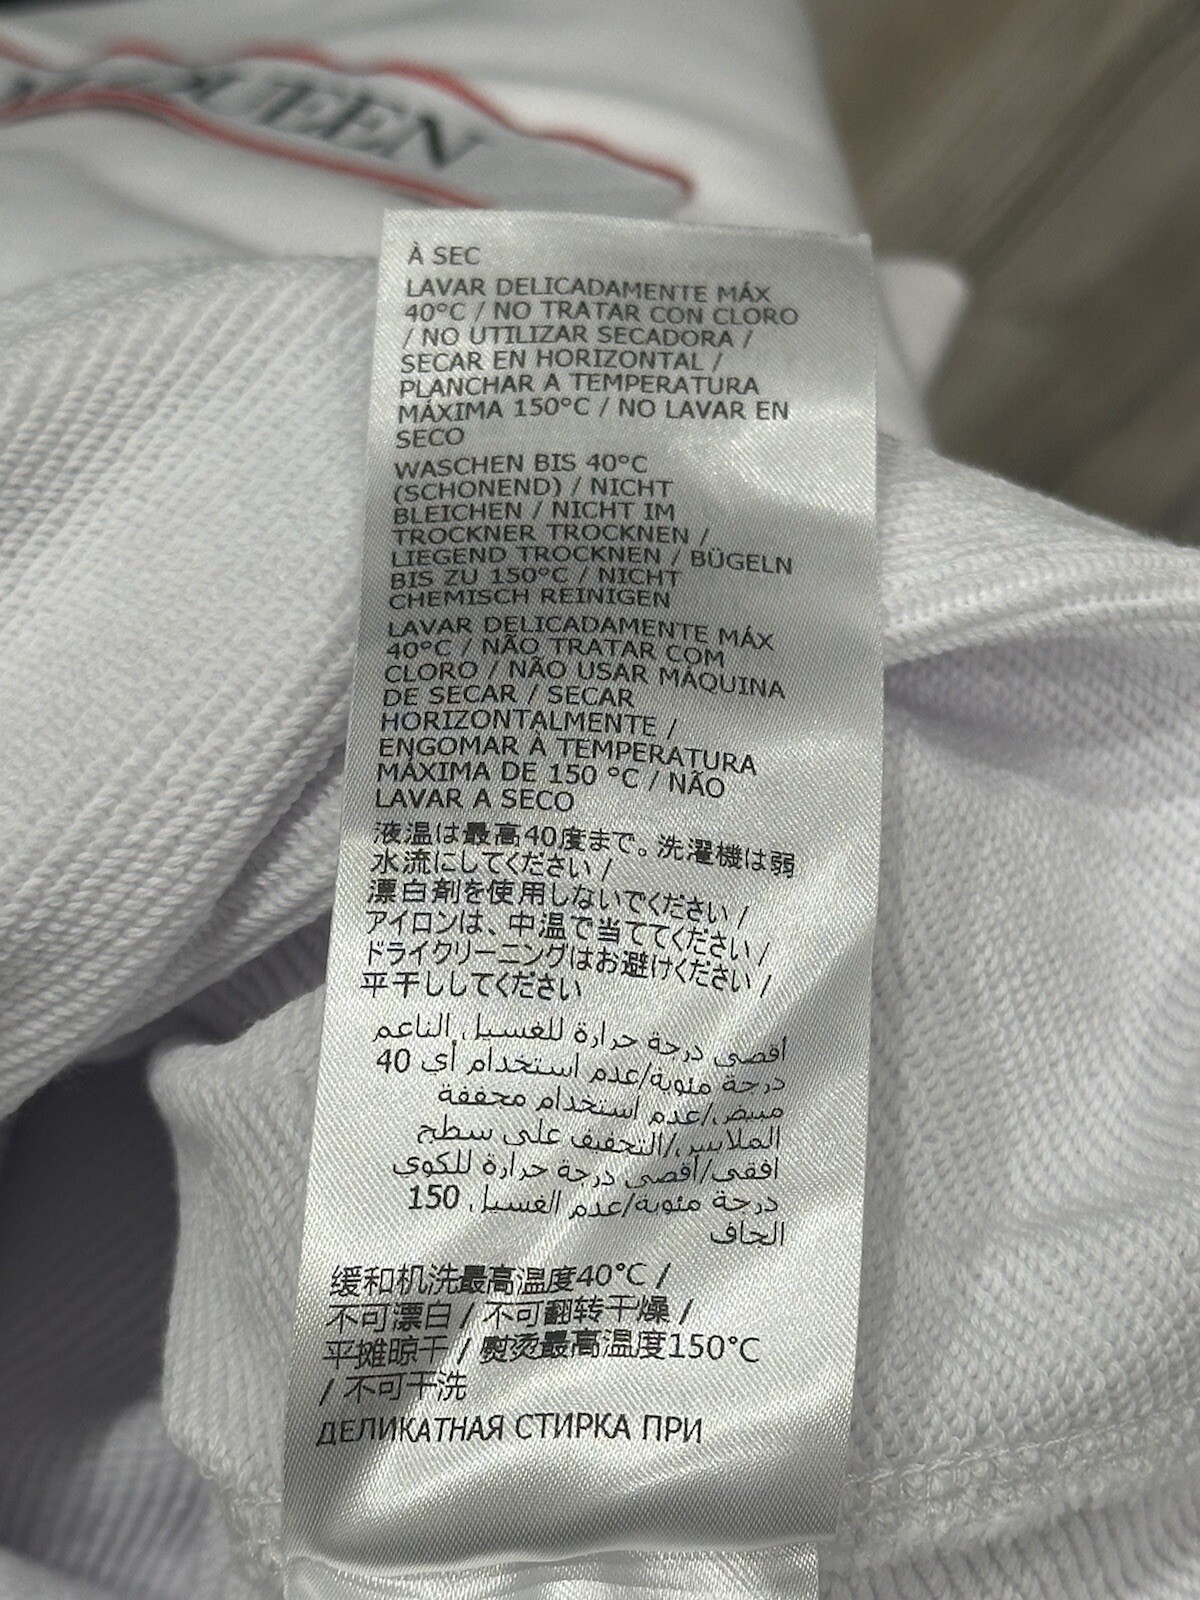 QUEEN
À SEC
LAVAR DELICADAMENTE MÁX
40°C / NO TRATAR CON CLORO
/ NO UTILIZAR SECADORA /
SECAR EN HORIZONTAL /
PLANCHAR A TEMPERATURA
MÁXIMA 150°C / NO LAVAR EN
SECO
WASCHEN BIS 40°C
(SCHONEND) / NICHT
BLEICHEN / NICHT IM
TROCKNER TROCKNEN /
LIEGEND TROCKNEN / BÜGELN
BIS ZU 150°C / NICHT
CHEMISCH REINIGEN
LAVAR DELICADAMENTE MÁX
40°C / NÃO TRATAR COM
CLORO / NÃO USAR MÁQUINA
DE SECAR / SECAR
HORIZONTALMENTE /
ENGOMAR À TEMPERATURA
MÁXIMA DE 150 °C / NÃO
LAVAR A SECO
液温は最高40度まで。洗濯機は弱
水流にしてください /
漂白剤を使用しないでください /
アイロンは、中温で当ててください /
ドライクリーニングはお避けください /
平干ししてください
أقصى درجة حرارة للغسيل الناعم
40 درجة مئوية/عدم استخدام أي
مبيض/عدم استخدام مجففة
الملابس/التجفيف على سطح
أفقي/أقصى درجة حرارة للكوي
150 درجة مئوية/عدم الغسيل
الجاف
缓和机洗最高温度40°C /
不可漂白 / 不可翻转干燥 /
平摊晾干 / 熨烫最高温度150°C
/ 不可干洗
ДЕЛИКАТНАЯ СТИРКА ПРИ